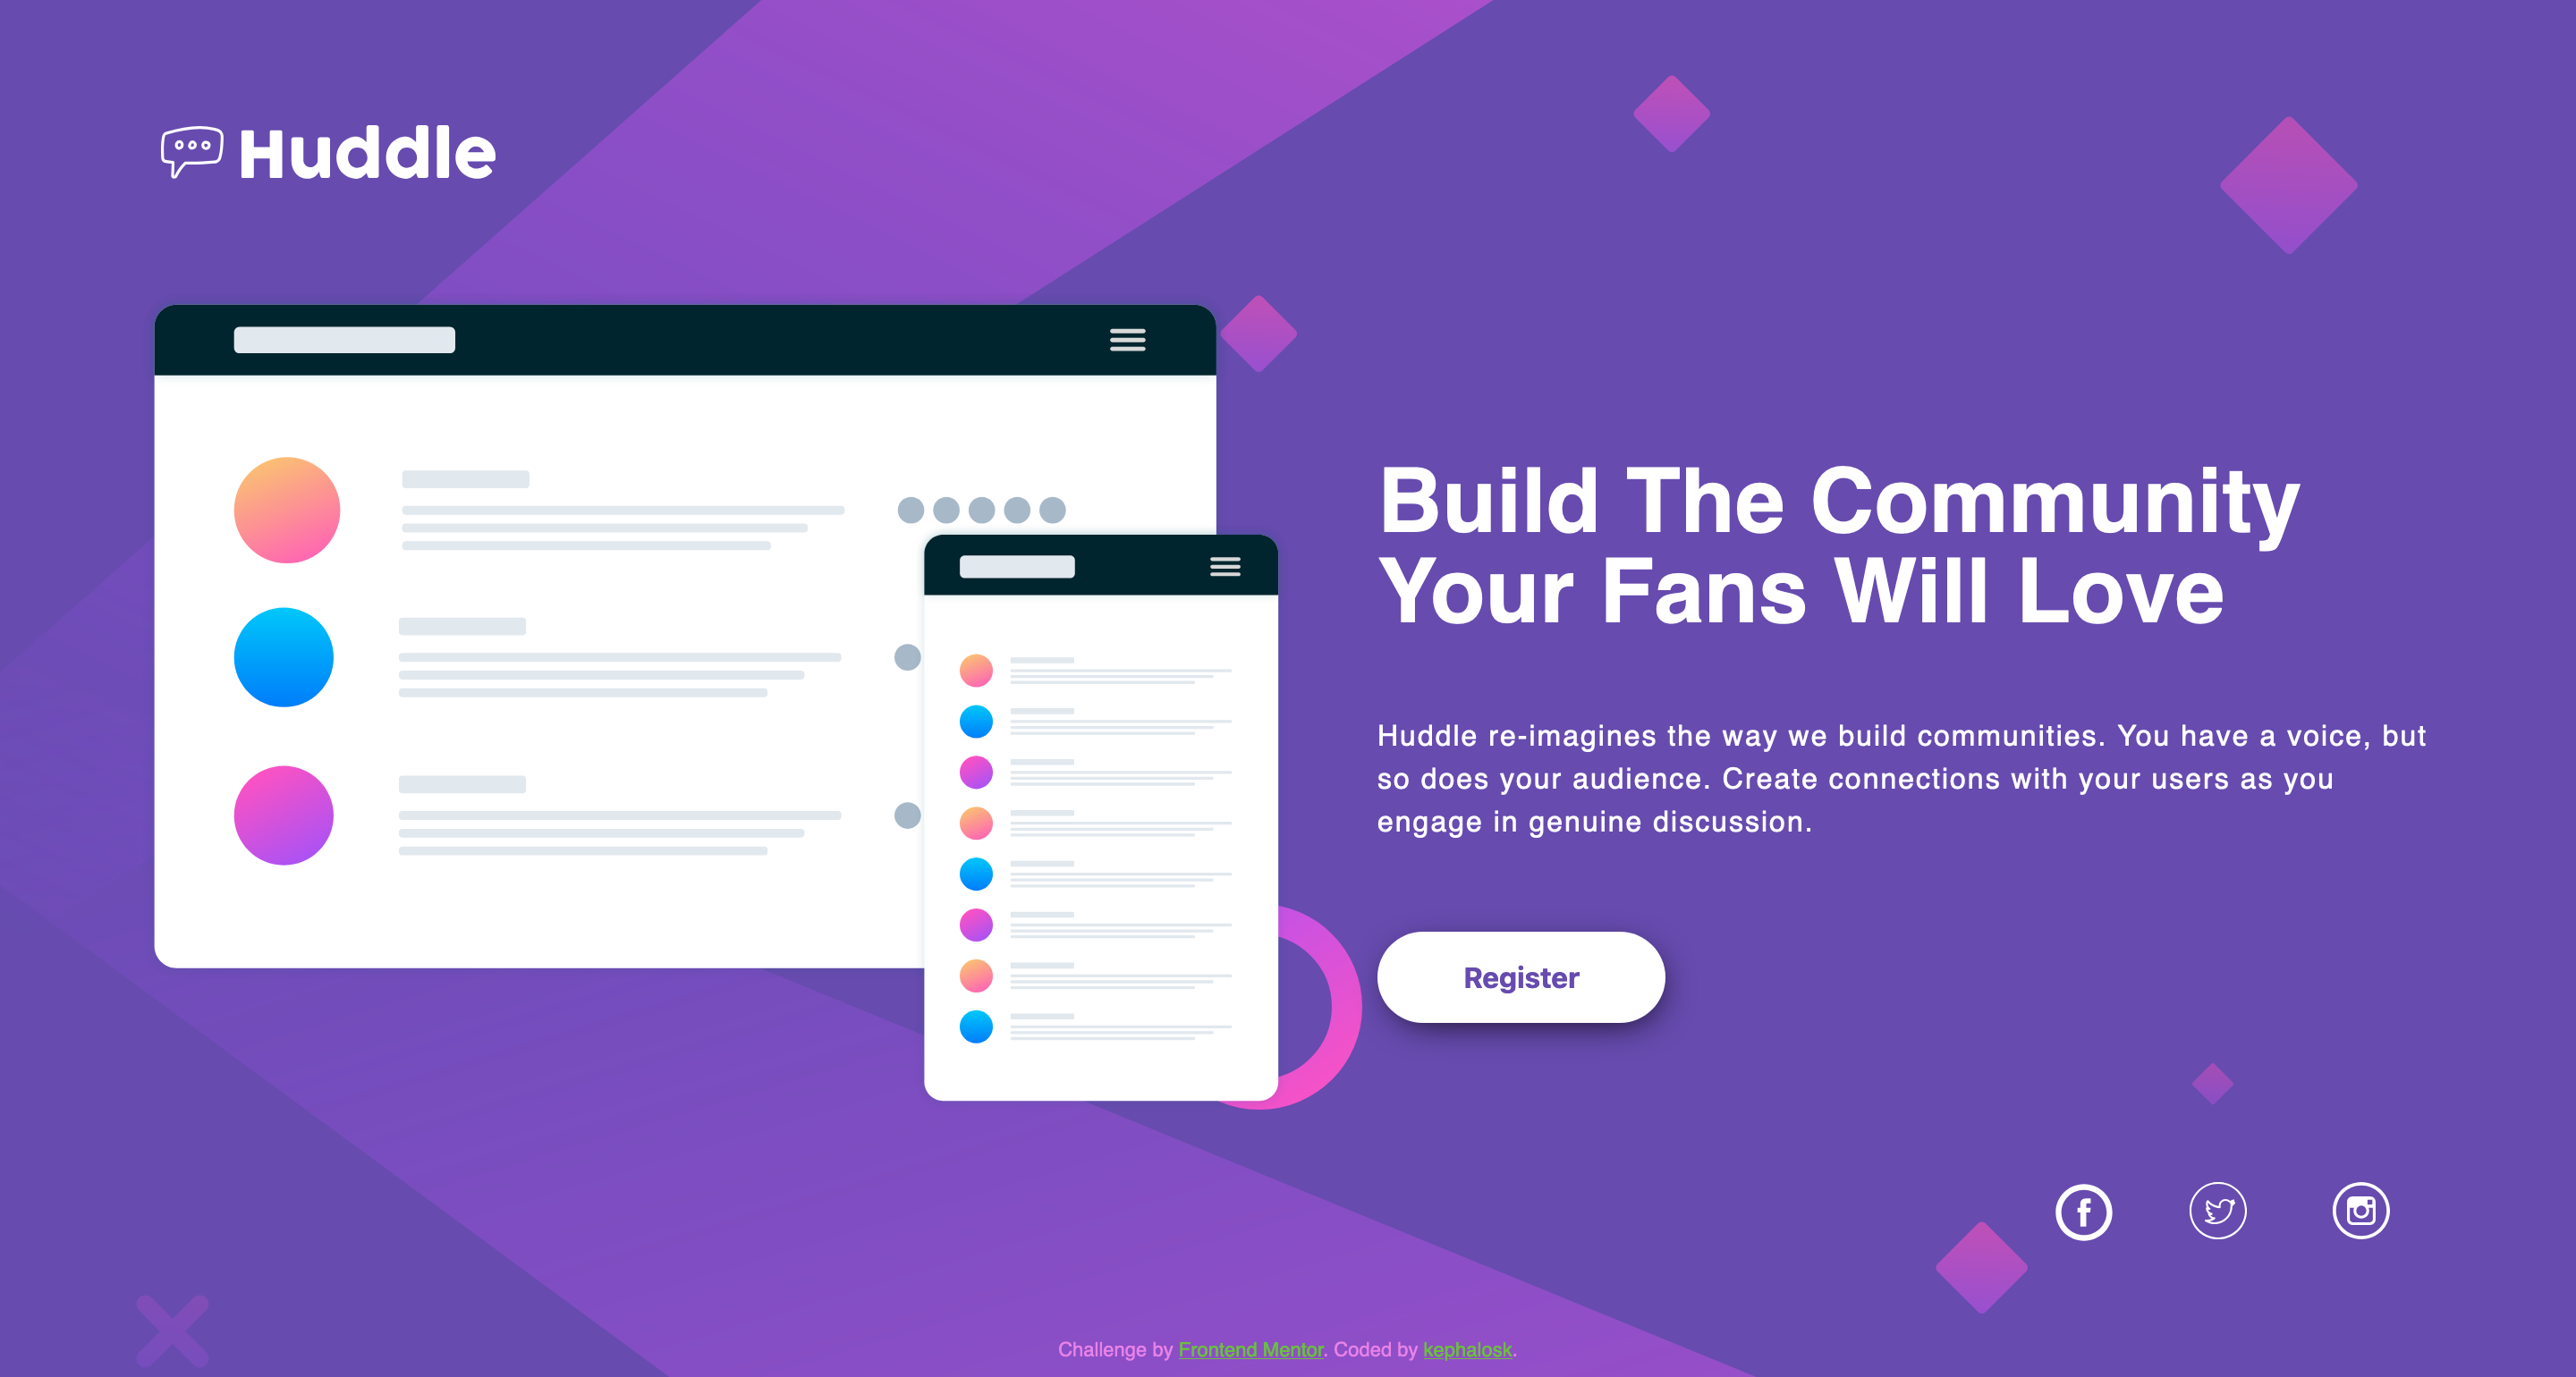 Huddle
Build The Community
Your Fans Will Love
Huddle re-imagines the way we build communities. You have a voice, but
so does your audience. Create connections with your users as you
engage in genuine discussion.
Register
Challenge by Frontend Mentor. Coded by kephalosk.